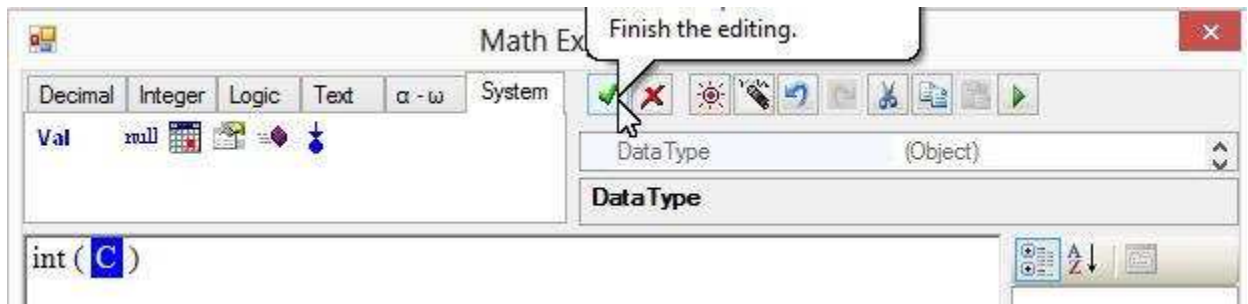 Math Ex
Finish the editing.
Decimal Integer Logic Text α - ω System
Val null
DataType (Object)
DataType
int ( C )
A
Z